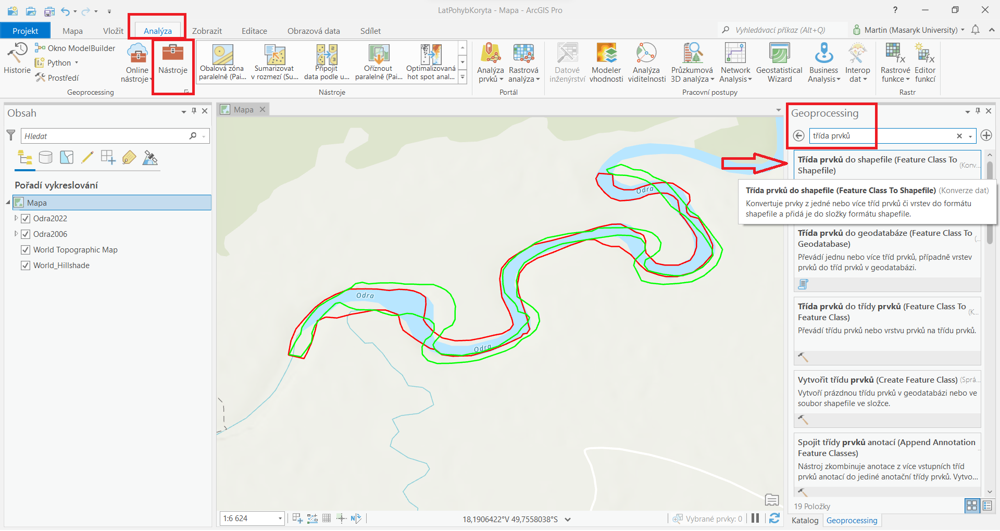 LatPohybKoryta - Mapa - ArcGIS Pro
Projekt
Mapa
Vložit
Analýza
Zobrazit
Editace
Obrazová data
Sdílet
Vyhledávací příkaz (Alt+Q)
Martin (Masaryk University)
Historie
Okno ModelBuilder
Python
Prostředí
Online
nástroje
Nástroje
Obalová zóna
paralelně (Pai...
Sumarizovat
v rozmezí (Su...
Připojit
data podle u...
Oříznout
paralelně (Pai...
Optimalizovaná
hot spot anal...
Analýza
prvků
Rastrová
analýza
Datové
inženýrství
Modeler
vhodnosti
Analýza
viditelnosti
Průzkumová
3D analýza
Network
Analysis
Geostatistical
Wizard
Business
Analysis
Interop
dat
Rastrové
funkce
Editor
funkcí
Geoprocessing
Nástroje
Portál
Pracovní postupy
Rastr
Obsah
Hledat
Pořadí vykreslování
Mapa
Odra2022
Odra2006
World Topographic Map
World_Hillshade
Mapa
Odra
Odra
Odra
1:6 624
18,1906422°V 49,7558038°S
Vybrané prvky: 0
Geoprocessing
třída prvků
Třída prvků do shapefile (Feature Class To
Shapefile)
(Konv...
Třída prvků do shapefile (Feature Class To Shapefile) (Konverze dat)
Konvertuje prvky z jedné nebo více tříd prvků či vrstev do formátu
shapefile a přidá je do složky formátu shapefile.
Třída prvků do geodatabáze (Feature Class To
Geodatabase)
(...
Převádí jednu nebo více tříd prvků, případně vrstev
prvků do tříd prvků v geodatabázi.
Třída prvků do třídy prvků (Feature Class To
Feature Class)
(K...
Převádí třídu prvků nebo vrstvu prvků na třídu prvků.
Vytvořit třídu prvků (Create Feature Class) (Sprá...
Vytvoří prázdnou třídu prvků v geodatabázi nebo ve
soubor shapefile ve složce.
Spojit třídy prvků anotací (Append Annotation
Feature Classes)
Nástroj zkombinuje anotace z více vstupních tříd
prvků anotací do jediné anotační třídy prvků. Vytvo...
19 Položky
Katalog
Geoprocessing